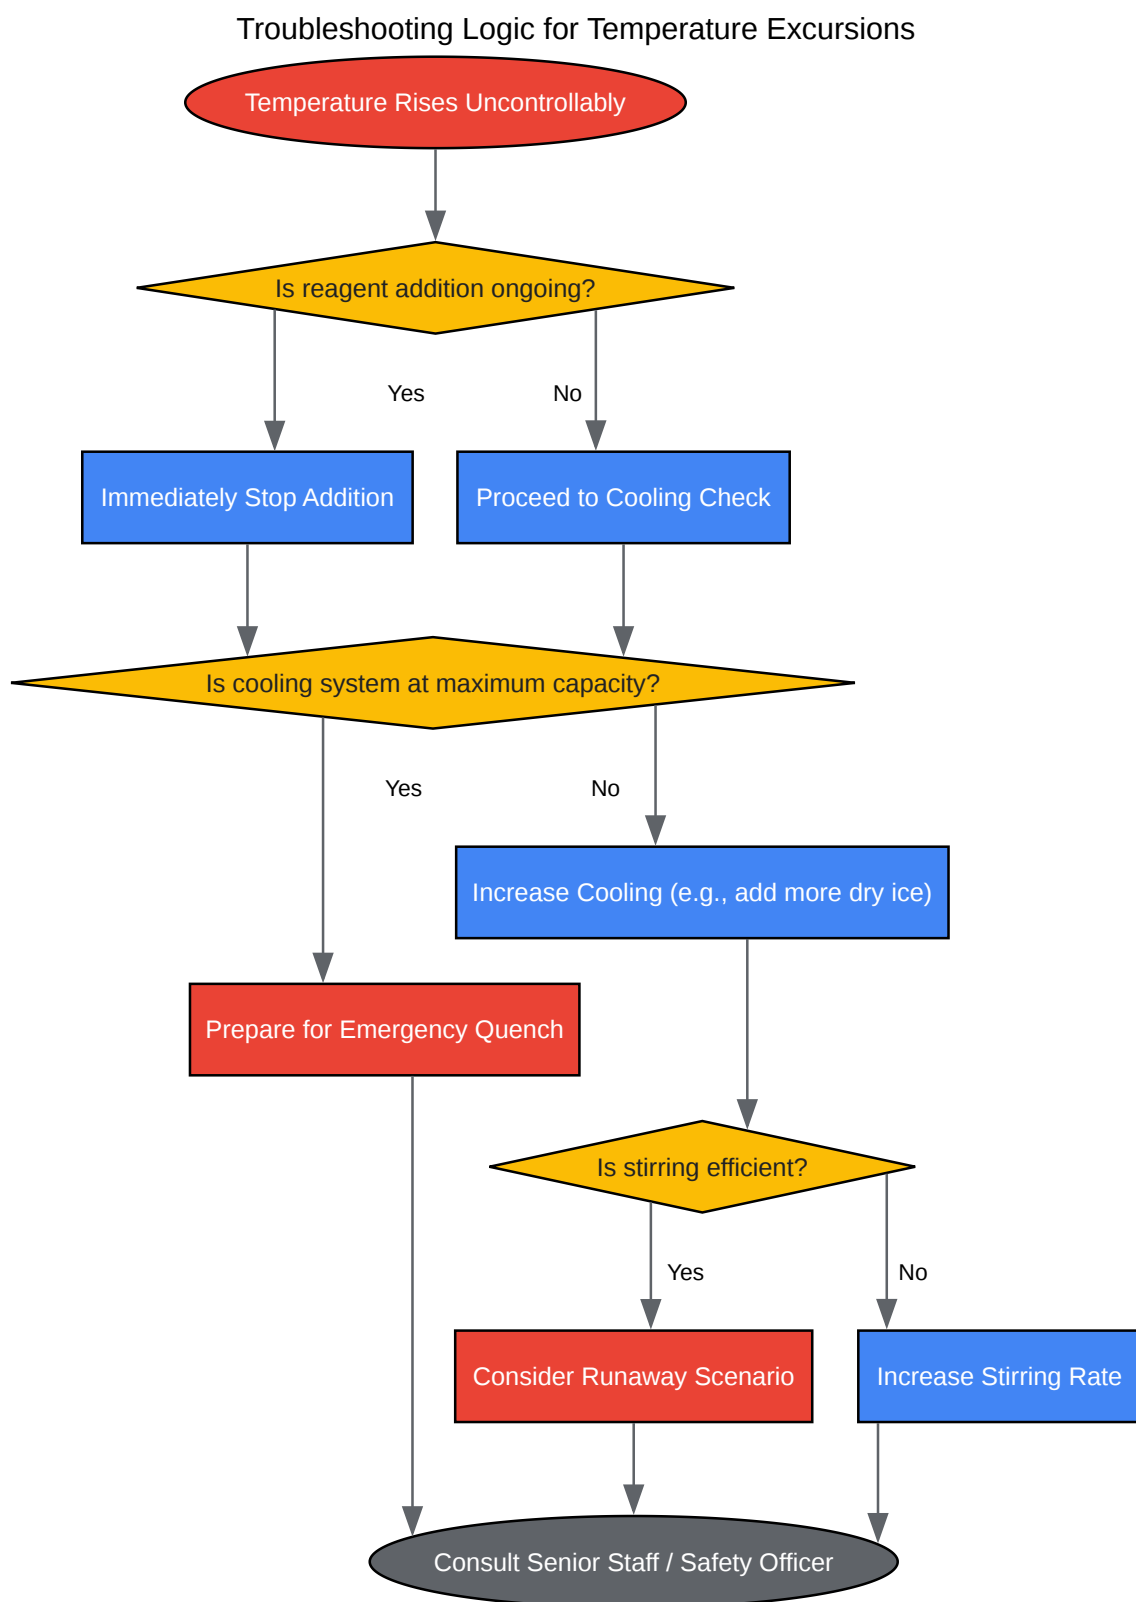 Troubleshooting Logic for Temperature Excursions
Temperature Rises Uncontrollably
Is reagent addition ongoing?
Yes
No
Immediately Stop Addition
Proceed to Cooling Check
Is cooling system at maximum capacity?
Yes
No
Increase Cooling (e.g., add more dry ice)
Prepare for Emergency Quench
Is stirring efficient?
Yes
No
Consider Runaway Scenario
Increase Stirring Rate
Consult Senior Staff / Safety Officer